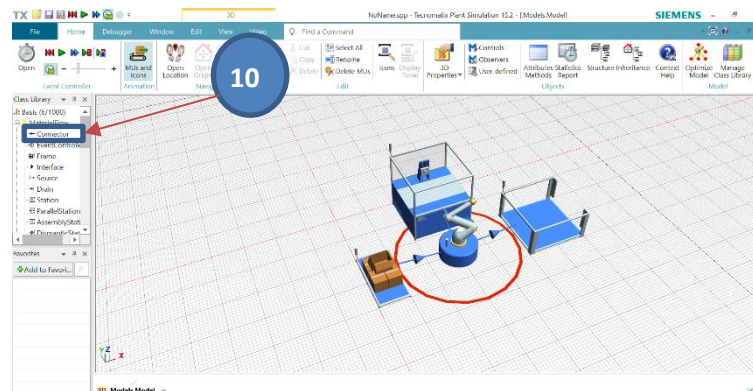 TX
3D
NoName.spp - Tecnomatix Plant Simulation 15.2 - [.Models.Model]
SIEMENS
File Home Debugger Window Edit View Video
Find a Command
Open
MUs and Icons
Open Location
Cut
Copy
Delete
Select All
Rename
Delete MUs
Icons
Display Panel
3D Properties
Controls
Observers
User defined
Attributes
Methods
Statistics Report
Structure
Inheritance
Context Help
Optimize Model
Manage Class Library
Event Controller
Animation
Edit
Objects
Model
10
Class Library
Basis (6/1000)
MaterialFlow
Connector
EventControlle
Frame
Interface
Source
Drain
Station
ParallelStation
AssemblyStati
DismantleStat
Favorites
Add to Favori...
Z
Y
X
.Models.Model